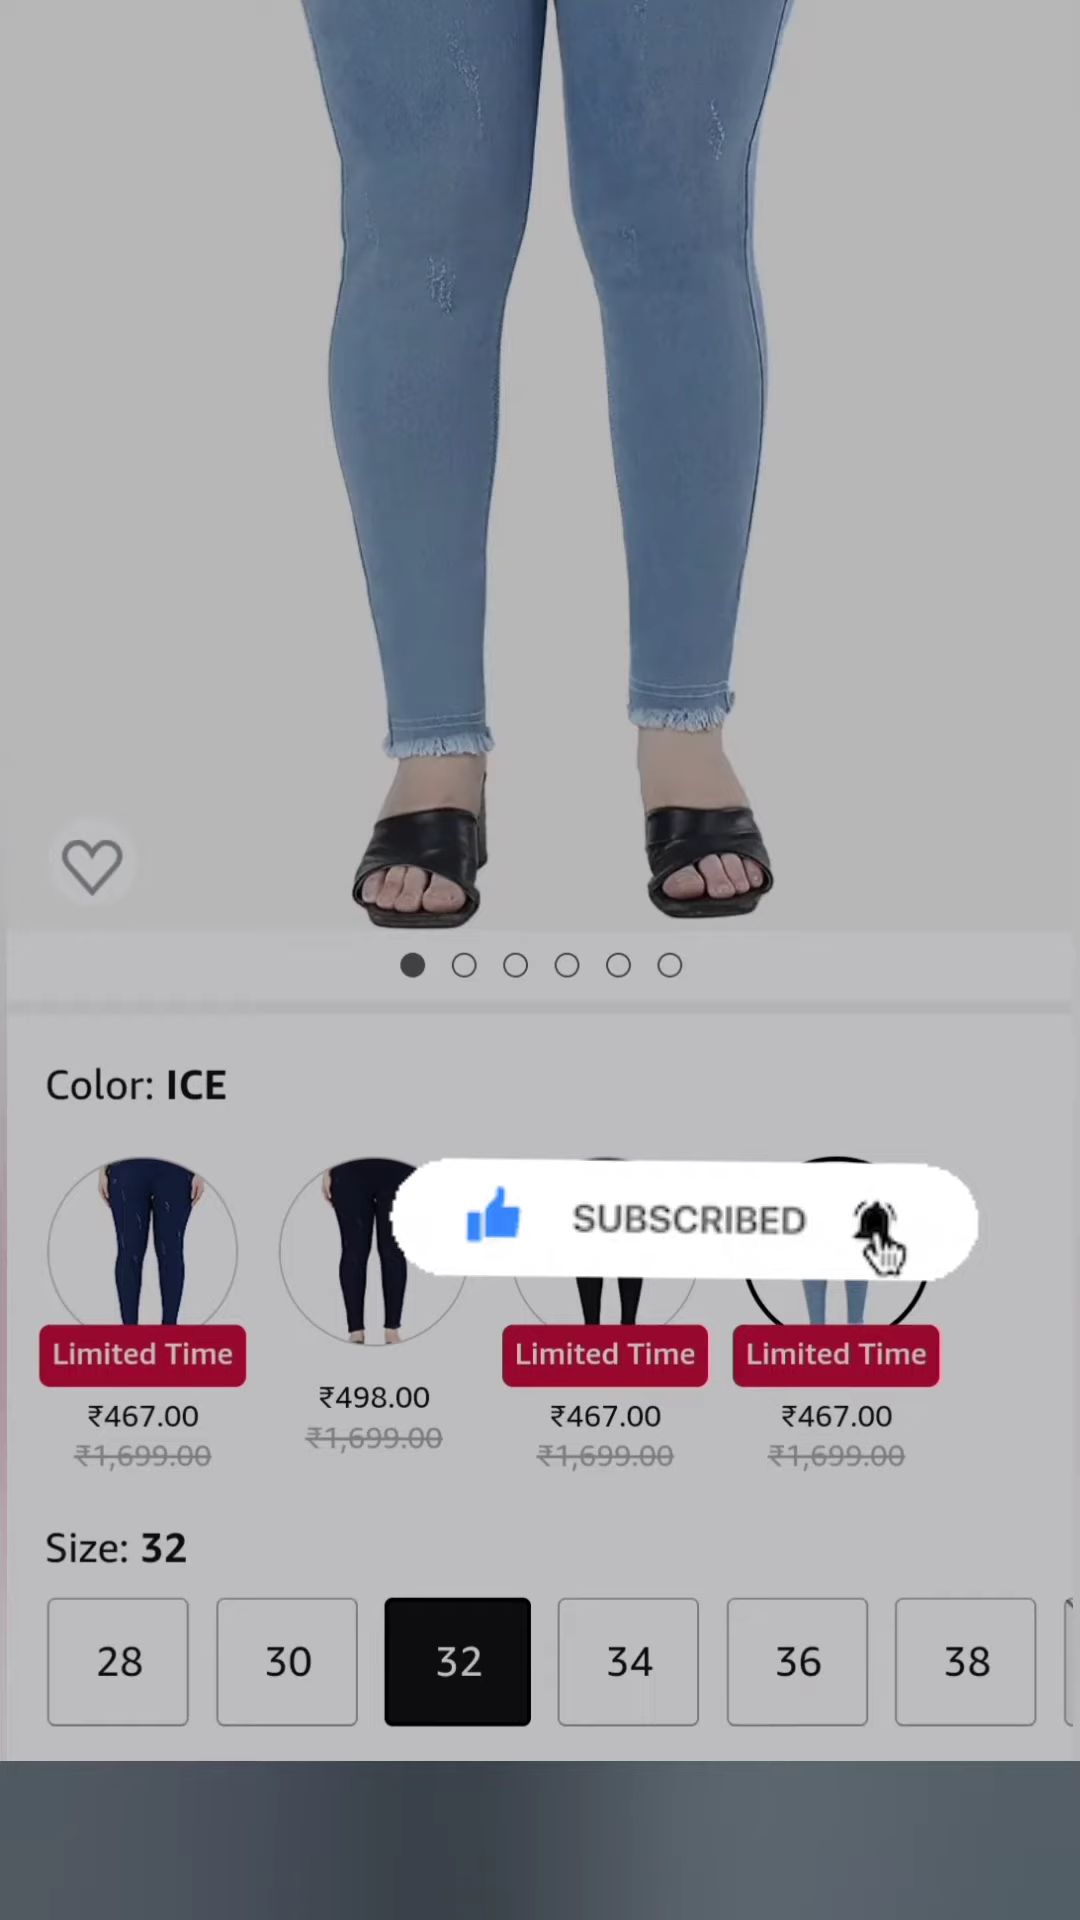 Color: ICE
SUBSCRIBED
Limited Time
Limited Time
Limited Time
₹467.00
₹498.00
₹467.00
₹467.00
₹1,699.00
₹1,699.00
₹1,699.00
₹1,699.00
Size: 32
28
30
32
34
36
38